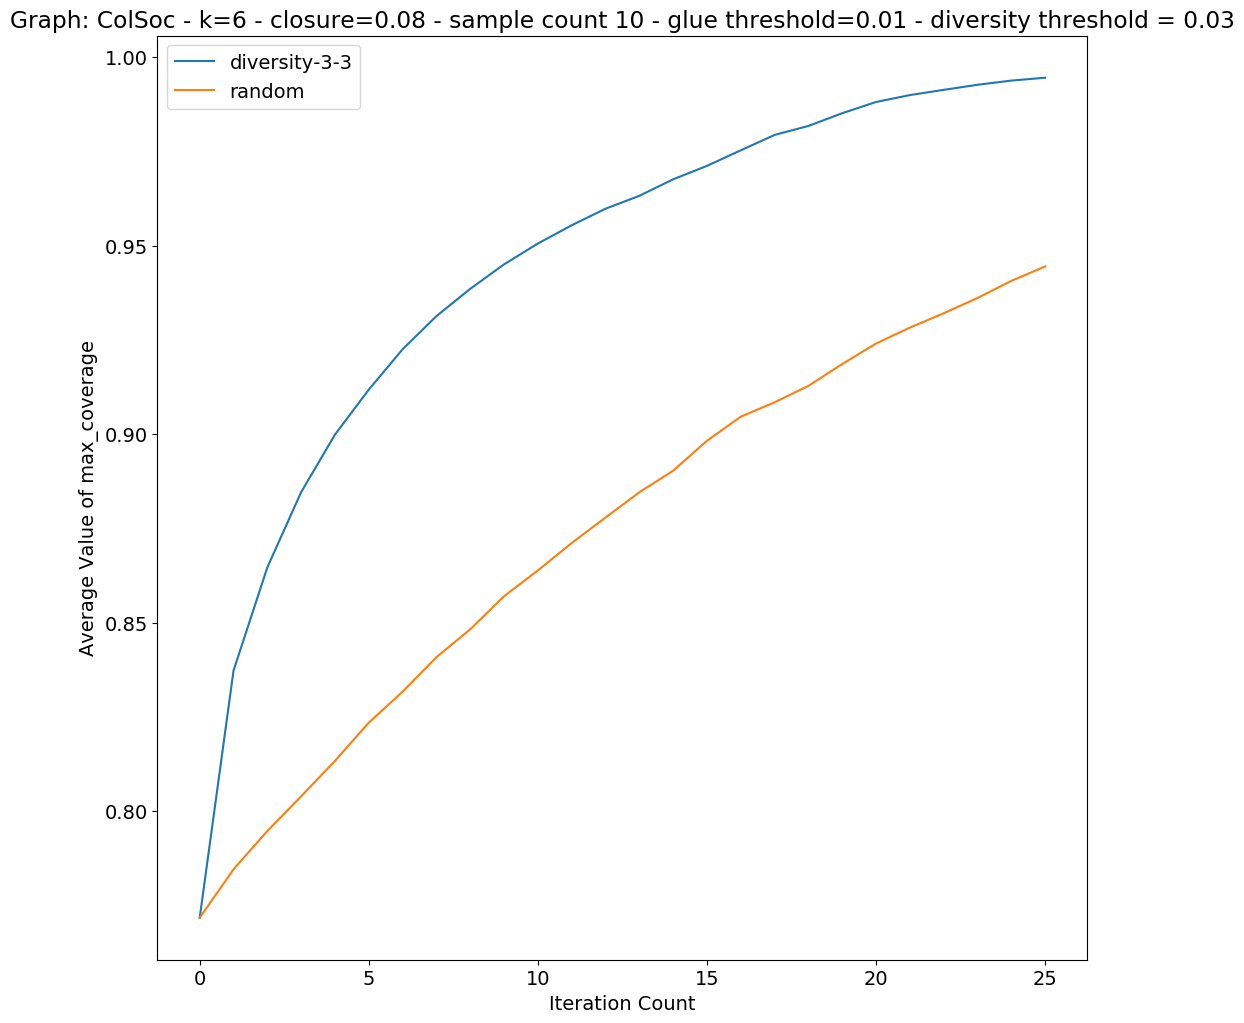 Graph: ColSoc - k=6 - closure=0.08 - sample count 10 - glue threshold=0.01 - diversity threshold = 0.03
diversity-3-3
random
1.00
0.95
0.90
0.85
0.80
Average Value of max_coverage
0 5 10 15 20 25
Iteration Count